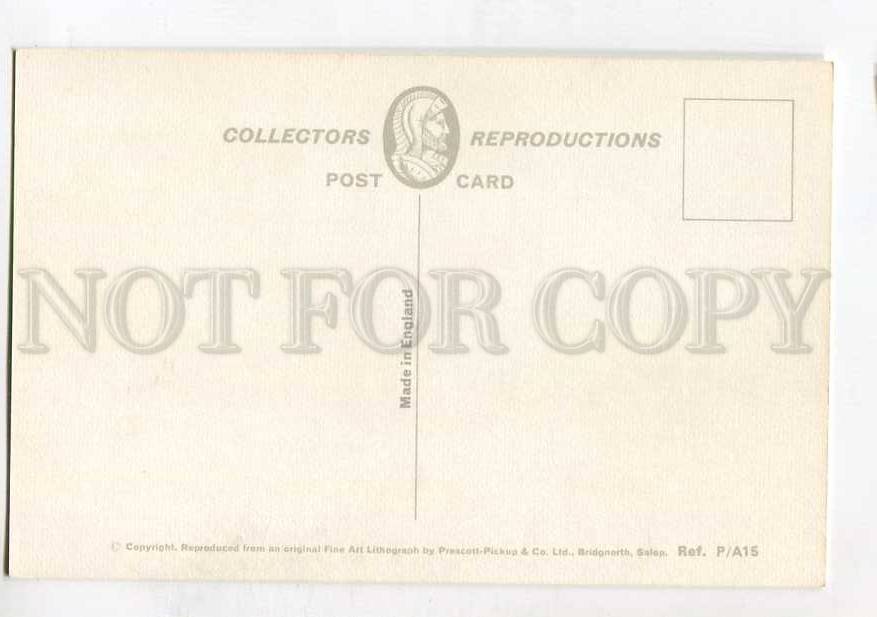 COLLECTORS REPRODUCTIONS
POST CARD
NOT FOR COPY
Made in England
© Copyright. Reproduced from an original Fine Art Lithograph by Prescott-Pickup & Co. Ltd., Bridgnorth, Salop. Ref. P/A15